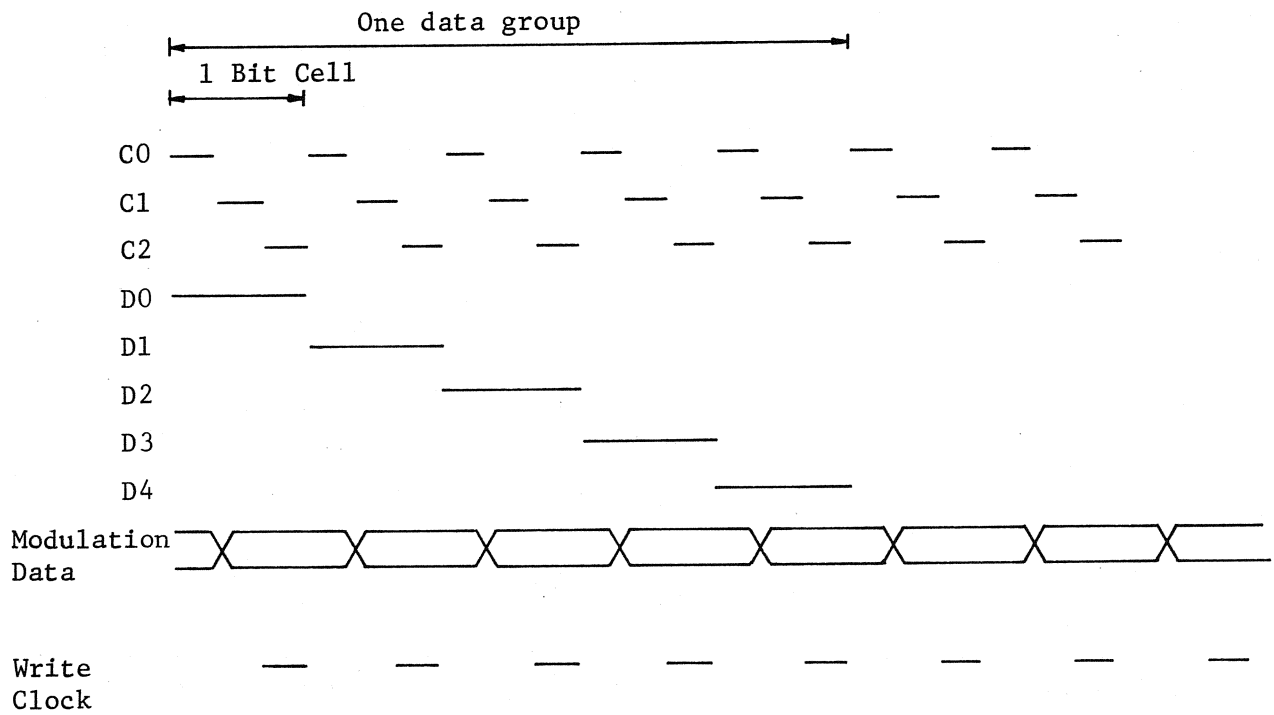 One data group
1 Bit Cell
C0
C1
C2
D0
D1
D2
D3
D4
Modulation
Data
Write
Clock